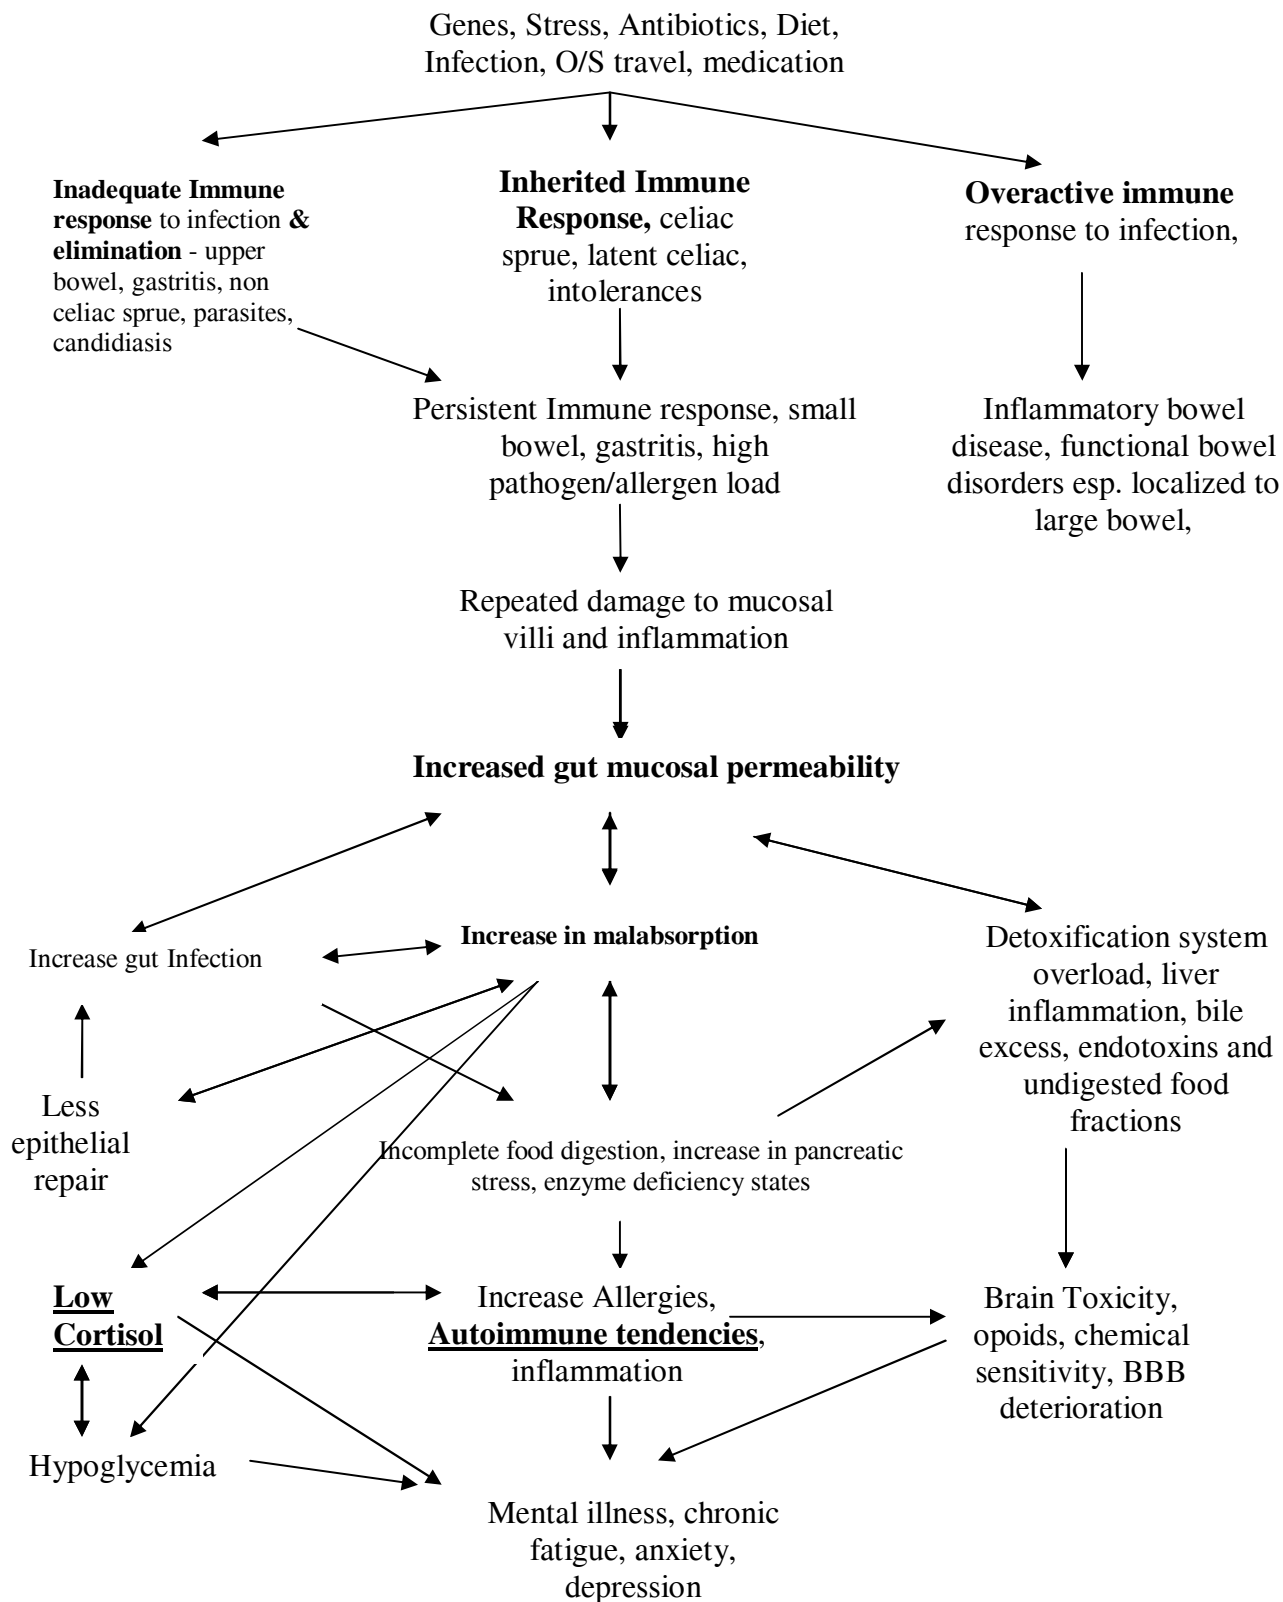 Genes, Stress, Antibiotics, Diet,
Infection, O/S travel, medication
Inadequate Immune
response to infection &
elimination - upper
bowel, gastritis, non
celiac sprue, parasites,
candidiasis
Inherited Immune
Response, celiac
sprue, latent celiac,
intolerances
Overactive immune
response to infection,
Persistent Immune response, small
bowel, gastritis, high
pathogen/allergen load
Inflammatory bowel
disease, functional bowel
disorders esp. localized to
large bowel,
Repeated damage to mucosal
villi and inflammation
Increased gut mucosal permeability
Increase gut Infection
Increase in malabsorption
Detoxification system
overload, liver
inflammation, bile
excess, endotoxins and
undigested food
fractions
Less
epithelial
repair
Incomplete food digestion, increase in pancreatic
stress, enzyme deficiency states
Low
Cortisol
Increase Allergies,
Autoimmune tendencies,
inflammation
Brain Toxicity,
opoids, chemical
sensitivity, BBB
deterioration
Hypoglycemia
Mental illness, chronic
fatigue, anxiety,
depression